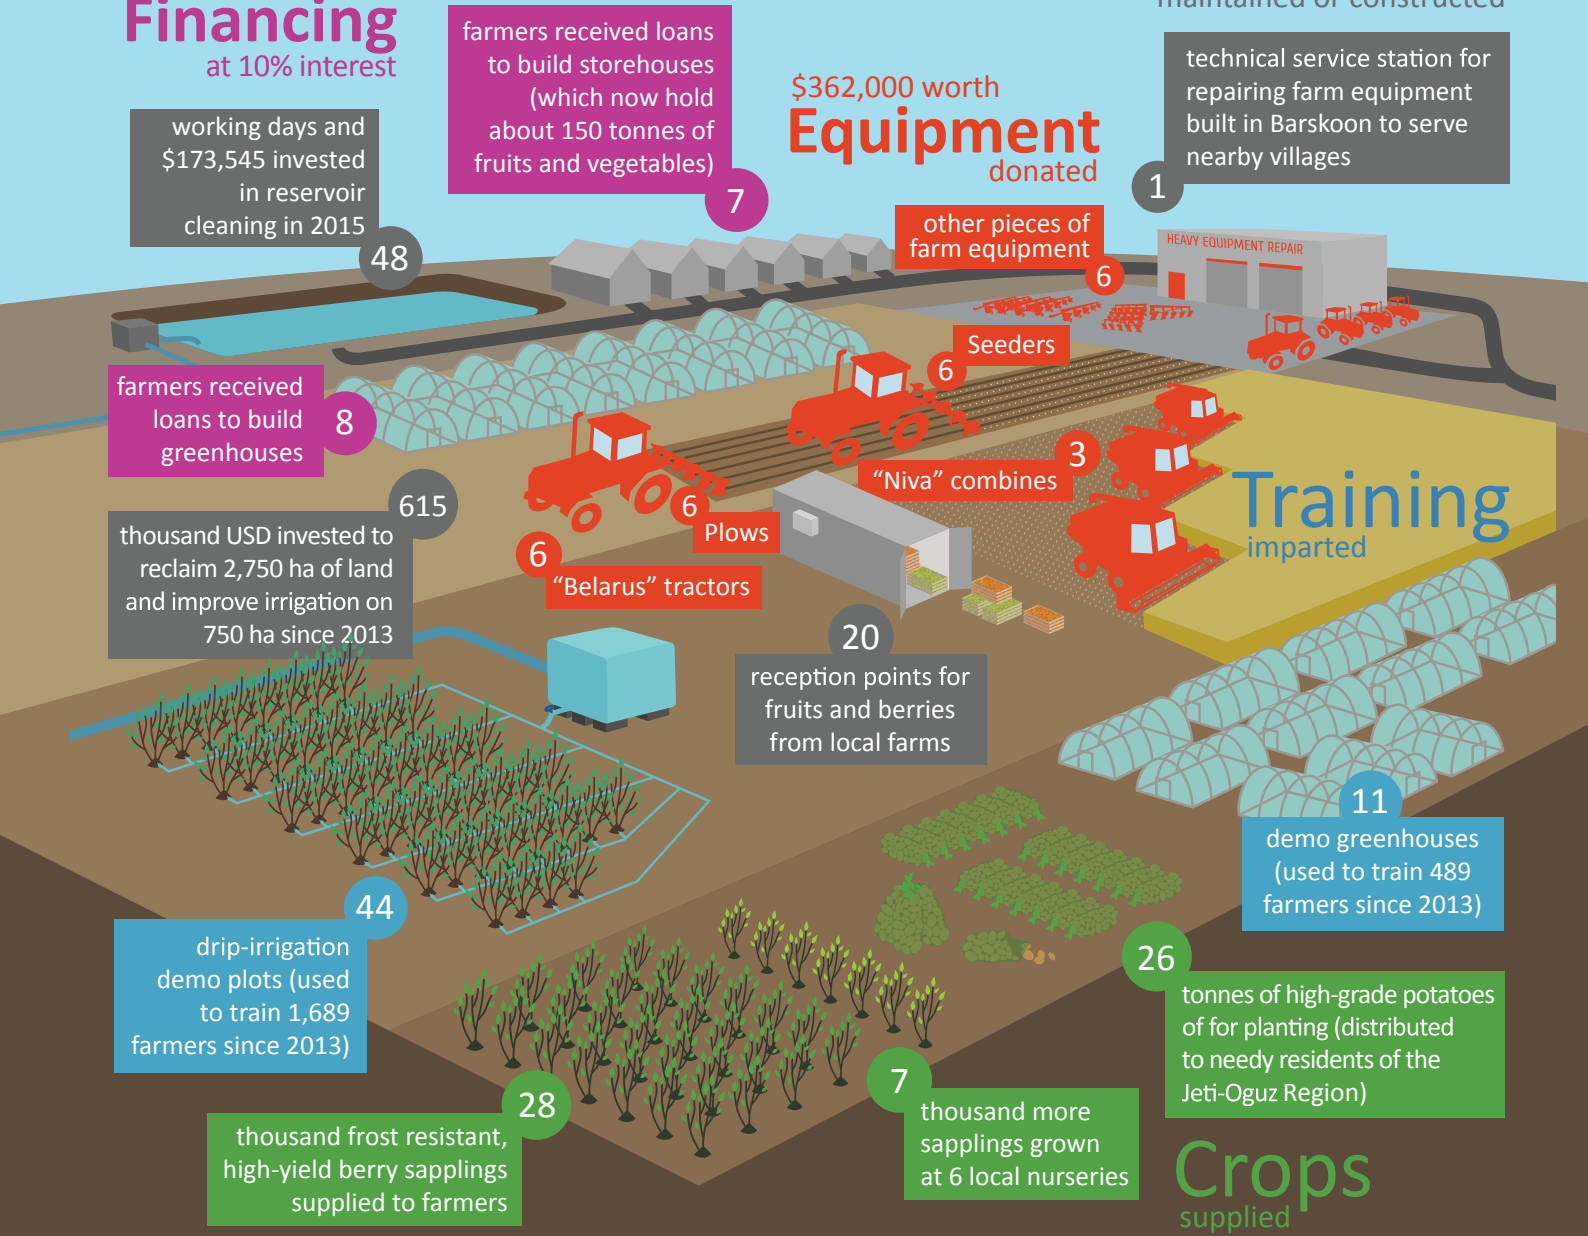 Financing
at 10% interest
maintained or constructed
farmers received loans
to build storehouses
(which now hold
about 150 tonnes of
fruits and vegetables)
7
$362,000 worth
Equipment
donated
technical service station for
repairing farm equipment
built in Barskoon to serve
nearby villages
1
working days and
$173,545 invested
in reservoir
cleaning in 2015
48
other pieces of
farm equipment
6
HEAVY EQUIPMENT REPAIR
Seeders
6
farmers received
loans to build
greenhouses
8
"Niva" combines
3
Training
imparted
615
thousand USD invested to
reclaim 2,750 ha of land
and improve irrigation on
750 ha since 2013
6
Plows
6
"Belarus" tractors
20
reception points for
fruits and berries
from local farms
11
demo greenhouses
(used to train 489
farmers since 2013)
44
drip-irrigation
demo plots (used
to train 1,689
farmers since 2013)
26
tonnes of high-grade potatoes
of for planting (distributed
to needy residents of the
Jeti-Oguz Region)
28
thousand frost resistant,
high-yield berry sapplings
supplied to farmers
7
thousand more
sapplings grown
at 6 local nurseries
Crops
supplied